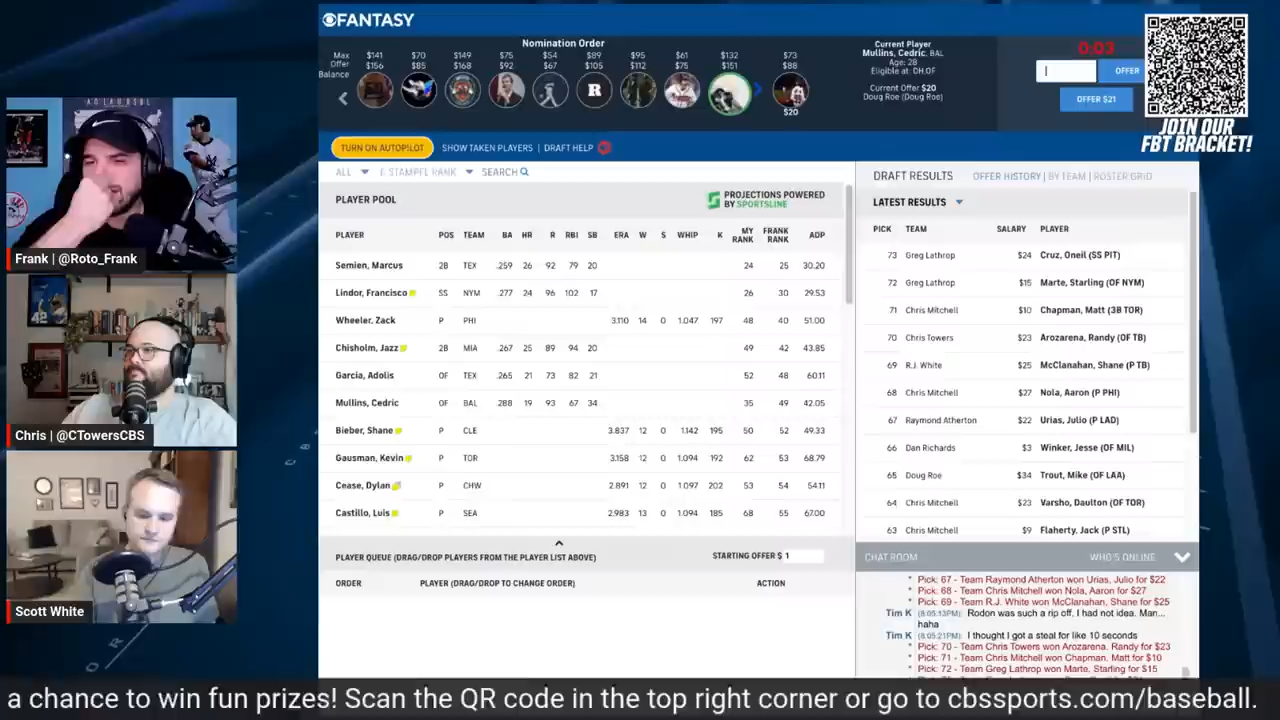 FANTASY
Nomination Order
Max $141 $70 $149 $75 $54 $89 $95 $61 $132 $73
Offer $156 $85 $168 $92 $67 $105 $112 $75 $151 $88
Balance
R
$20
Current Player
Mullins, Cedric, BAL
Age: 28
Eligible at: DH,OF
Current Offer $20
Doug Roe (Doug Roe)
0:03
OFFER
OFFER $21
JOIN OUR
FBT BRACKET!
TURN ON AUTOPILOT SHOW TAKEN PLAYERS | DRAFT HELP
ALL E STAMPFL RANK SEARCH
PLAYER POOL
PROJECTIONS POWERED
BY SPORTSLINE
PLAYER POS TEAM BA HR R RBI SB ERA W S WHIP K MY RANK FRANK RANK ADP
Semien, Marcus 2B TEX .259 26 92 79 20 24 25 30.20
Lindor, Francisco SS NYM .277 24 96 102 17 26 30 29.53
Wheeler, Zack P PHI 3.110 14 0 1.047 197 48 40 51.00
Chisholm, Jazz 2B MIA .267 25 89 94 20 49 42 43.85
Garcia, Adolis OF TEX .265 21 73 82 21 52 48 60.11
Mullins, Cedric OF BAL .288 19 93 67 34 35 49 42.05
Bieber, Shane P CLE 3.837 12 0 1.142 195 50 52 49.33
Gausman, Kevin P TOR 3.158 12 0 1.094 192 62 53 68.79
Cease, Dylan P CHW 2.891 12 0 1.097 202 53 54 54.11
Castillo, Luis P SEA 2.983 13 0 1.094 185 68 55 67.00
PLAYER QUEUE (DRAG/DROP PLAYERS FROM THE PLAYER LIST ABOVE) STARTING OFFER $ 1
ORDER PLAYER (DRAG/DROP TO CHANGE ORDER) ACTION
DRAFT RESULTS OFFER HISTORY | BY TEAM | ROSTER GRID
LATEST RESULTS
PICK TEAM SALARY PLAYER
73 Greg Lathrop $24 Cruz, Oneil (SS PIT)
72 Greg Lathrop $15 Marte, Starling (OF NYM)
71 Chris Mitchell $10 Chapman, Matt (3B TOR)
70 Chris Towers $23 Arozarena, Randy (OF TB)
69 R.J. White $25 McClanahan, Shane (P TB)
68 Chris Mitchell $27 Nola, Aaron (P PHI)
67 Raymond Atherton $22 Urias, Julio (P LAD)
66 Dan Richards $3 Winker, Jesse (OF MIL)
65 Doug Roe $34 Trout, Mike (OF LAA)
64 Chris Mitchell $23 Varsho, Daulton (OF TOR)
63 Chris Mitchell $9 Flaherty, Jack (P STL)
CHAT ROOM WHO'S ONLINE
* Pick: 67 - Team Raymond Atherton won Urias, Julio for $22
* Pick: 68 - Team Chris Mitchell won Nola, Aaron for $27
* Pick: 69 - Team R.J. White won McClanahan, Shane for $25
Tim K (8:05:13PM): Rodon was such a rip off. I had not idea. Man... haha
Tim K (8:05:21PM): I thought I got a steal for like 10 seconds
* Pick: 70 - Team Chris Towers won Arozarena, Randy for $23
* Pick: 71 - Team Chris Mitchell won Chapman, Matt for $10
* Pick: 72 - Team Greg Lathrop won Marte, Starling for $15
Frank | @Roto_Frank
Chris | @CTowersCBS
Scott White
a chance to win fun prizes! Scan the QR code in the top right corner or go to cbssports.com/baseball.